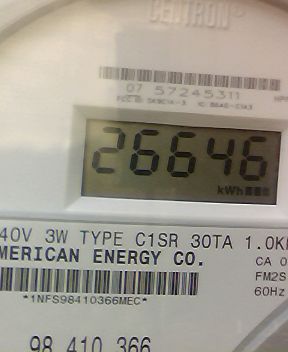 CENTRON®
07 57245311
26646
kWh
40V 3W TYPE C1SR 30TA 1.0K
MERICAN ENERGY CO.
CA 0
FM2S
60Hz
*1NFS98410366MEC*
98 410 366